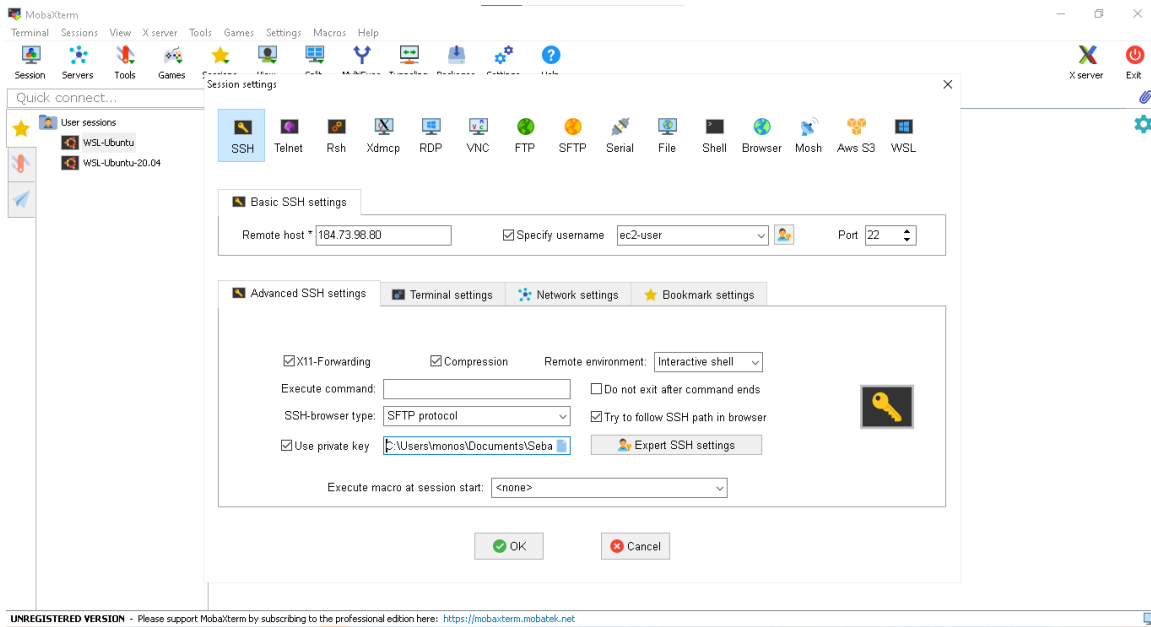 MobaXterm
Terminal Sessions View X server Tools Games Settings Macros Help
Session Servers Tools Games X server Exit
Quick connect...
Session settings
User sessions
WSL-Ubuntu
WSL-Ubuntu-20.04
SSH Telnet Rsh Xdmcp RDP VNC FTP SFTP Serial File Shell Browser Mosh Aws S3 WSL
Basic SSH settings
Remote host * 184.73.98.80 Specify username ec2-user Port 22
Advanced SSH settings Terminal settings Network settings Bookmark settings
X11-Forwarding Compression Remote environment: Interactive shell
Execute command: Do not exit after command ends
SSH-browser type: SFTP protocol Try to follow SSH path in browser
Use private key C:\Users\monos\Documents\Seba Expert SSH settings
Execute macro at session start: <none>
OK Cancel
UNREGISTERED VERSION - Please support MobaXterm by subscribing to the professional edition here: https://mobaxterm.mobatek.net